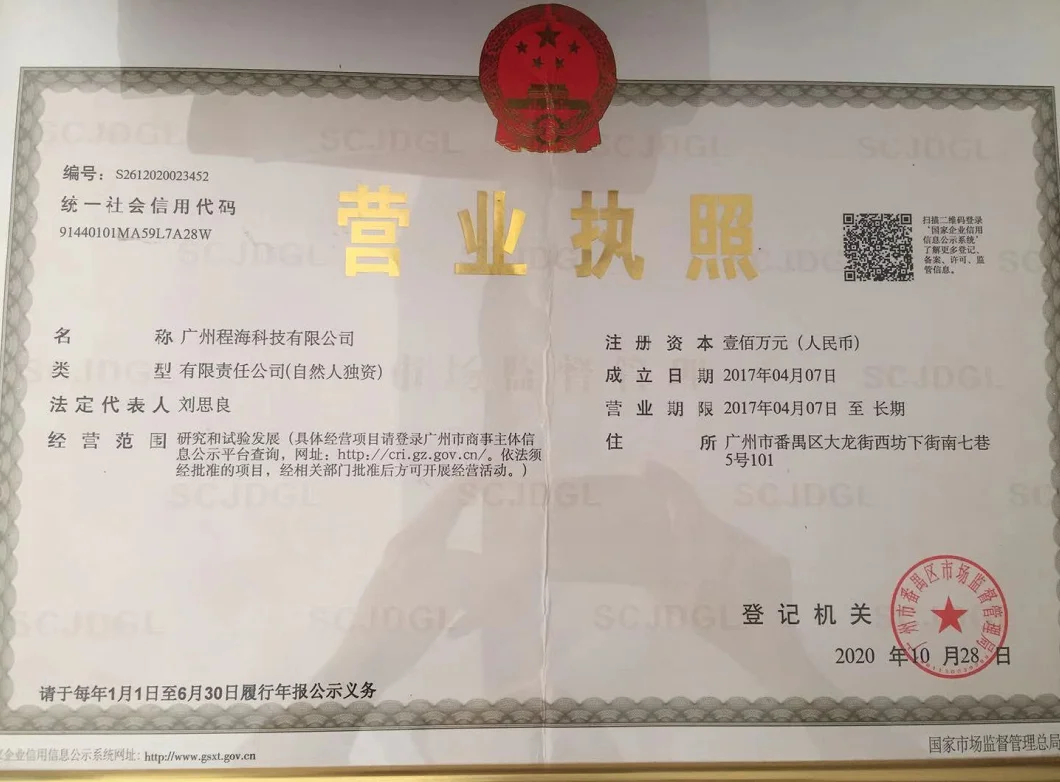 编号： S2612020023452
统一社会信用代码
91440101MA59L7A28W
营业执照
扫描二维码登录
‘国家企业信用
信息公示系统’
了解更多登记、
备案、许可、监
管信息。
名称 广州程海科技有限公司
类型 有限责任公司(自然人独资)
法定代表人 刘思良
经营范围 研究和试验发展（具体经营项目请登录广州市商事主体信
息公示平台查询，网址：http://cri.gz.gov.cn/。依法须
经批准的项目，经相关部门批准后方可开展经营活动。）
注册资本 壹佰万元（人民币）
成立日期 2017年04月07日
营业期限 2017年04月07日 至 长期
住所 广州市番禺区大龙街西坊下街南七巷
5号101
登记机关
广州市番禺区市场监督管理局
2020 年10 月28 日
请于每年1月1日至6月30日履行年报公示义务
企业信用信息公示系统网址：http://www.gsxt.gov.cn
国家市场监督管理总局
SCJDGL